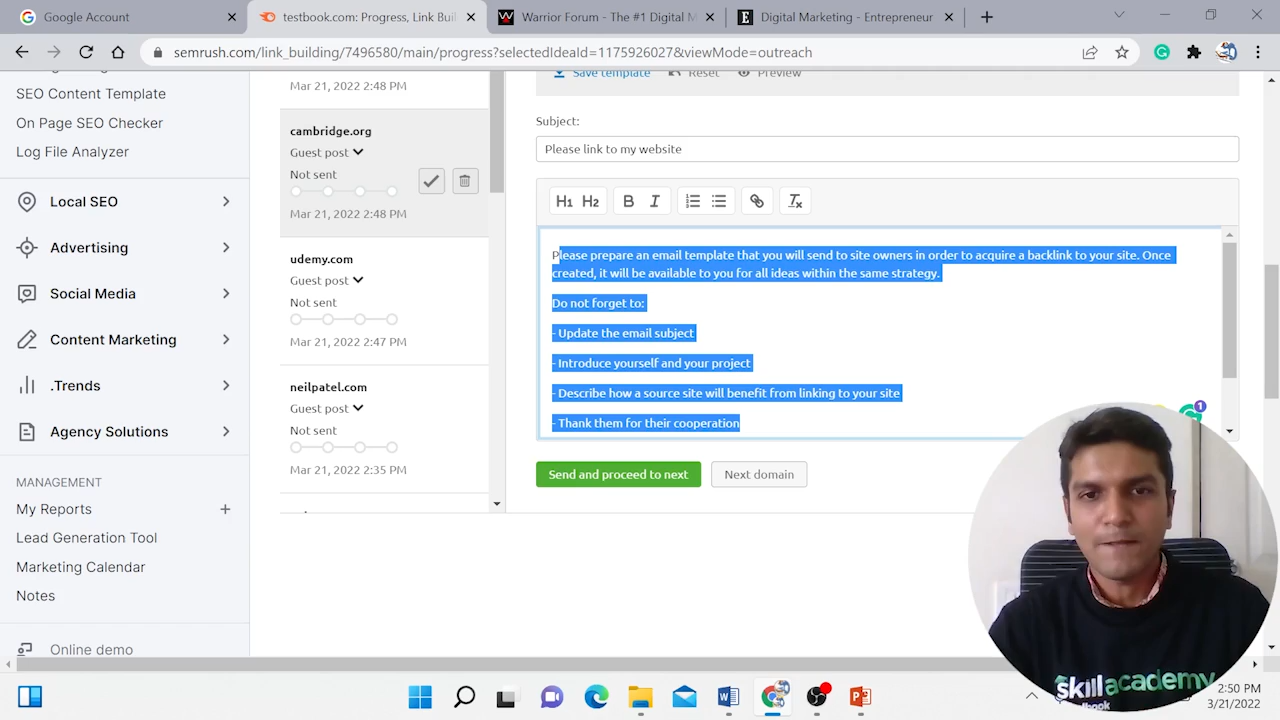 Google Account
testbook.com: Progress, Link Buil
Warrior Forum - The #1 Digital M
Digital Marketing - Entrepreneur
semrush.com/link_building/7496580/main/progress?selectedIdeaId=1175926027&viewMode=outreach
SEO Content Template
On Page SEO Checker
Log File Analyzer
Local SEO
Advertising
Social Media
Content Marketing
.Trends
Agency Solutions
MANAGEMENT
My Reports
Lead Generation Tool
Marketing Calendar
Notes
Online demo
Mar 21, 2022 2:48 PM
cambridge.org
Guest post
Not sent
Mar 21, 2022 2:48 PM
udemy.com
Guest post
Not sent
Mar 21, 2022 2:47 PM
neilpatel.com
Guest post
Not sent
Mar 21, 2022 2:35 PM
Save template Reset Preview
Subject:
Please link to my website
H1 H2 B I
Please prepare an email template that you will send to site owners in order to acquire a backlink to your site. Once
created, it will be available to you for all ideas within the same strategy.
Do not forget to:
- Update the email subject
- Introduce yourself and your project
- Describe how a source site will benefit from linking to your site
- Thank them for their cooperation
1
Send and proceed to next
Next domain
skillacademy
2:50 PM
3/21/2022